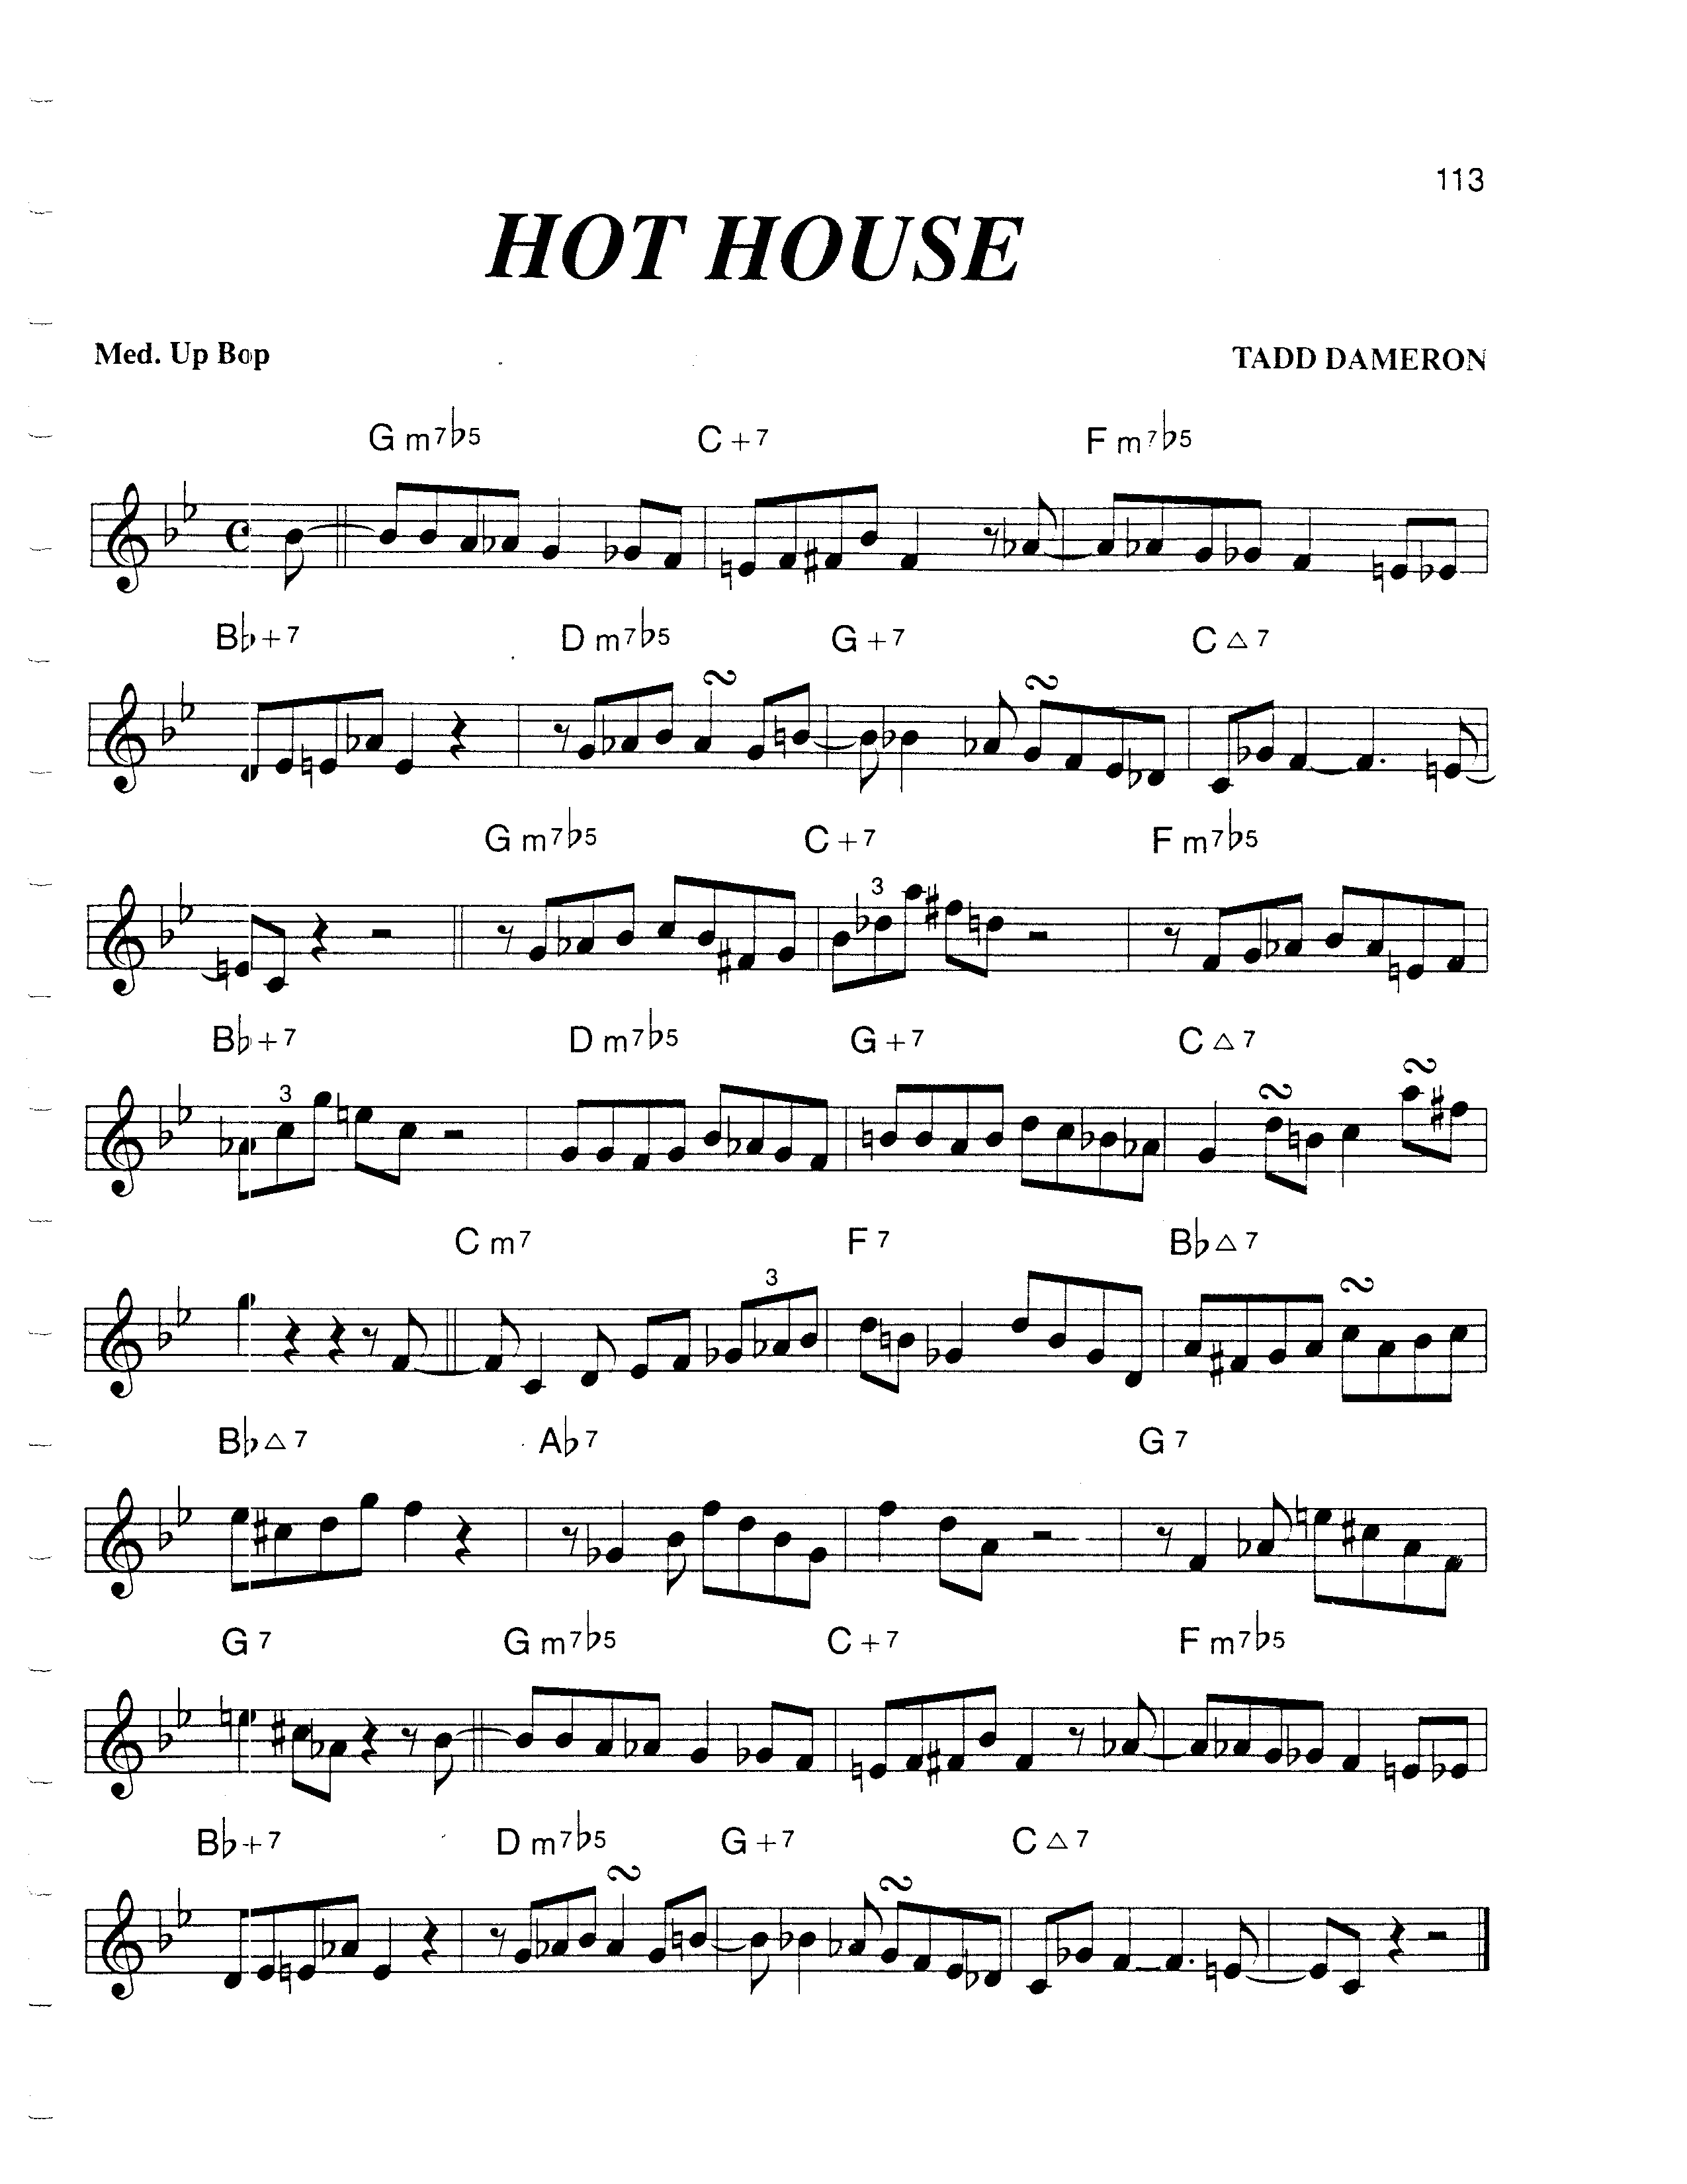 113
HOT HOUSE
Med. Up Bop TADD DAMERON
G m7♭5 C +7 F m7♭5
B♭+7 D m7♭5 G +7 C △ 7
G m7♭5 C +7 F m7♭5
3
B♭+7 D m7♭5 G +7 C △ 7
3
C m7 F 7 B♭△ 7
3
B♭△ 7 A♭7 G 7
G 7 G m7♭5 C +7 F m7♭5
B♭+7 D m7♭5 G +7 C △ 7